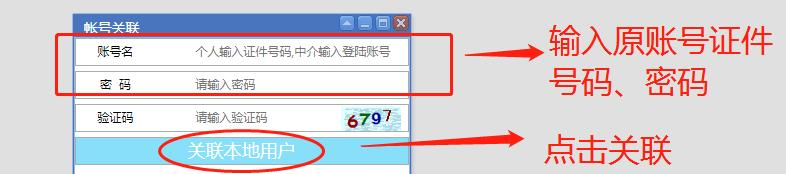 帐号关联
账号名 个人输入证件号码,中介输入登陆账号
密 码 请输入密码
验证码 请输入验证码 6797
关联本地用户
输入原账号证件
号码、密码
点击关联